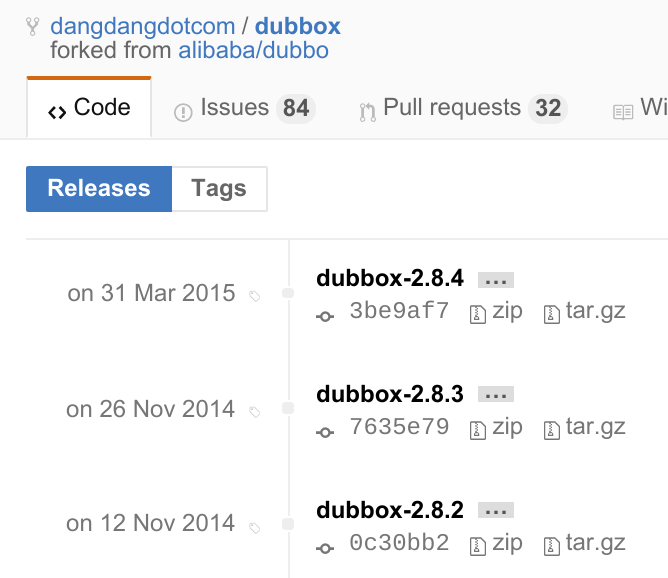 dangdangdotcom / dubbox
forked from alibaba/dubbo
Code Issues 84 Pull requests 32 Wi
Releases Tags
dubbox-2.8.4 ...
on 31 Mar 2015
3be9af7 zip tar.gz
dubbox-2.8.3 ...
on 26 Nov 2014
7635e79 zip tar.gz
dubbox-2.8.2 ...
on 12 Nov 2014
0c30bb2 zip tar.gz